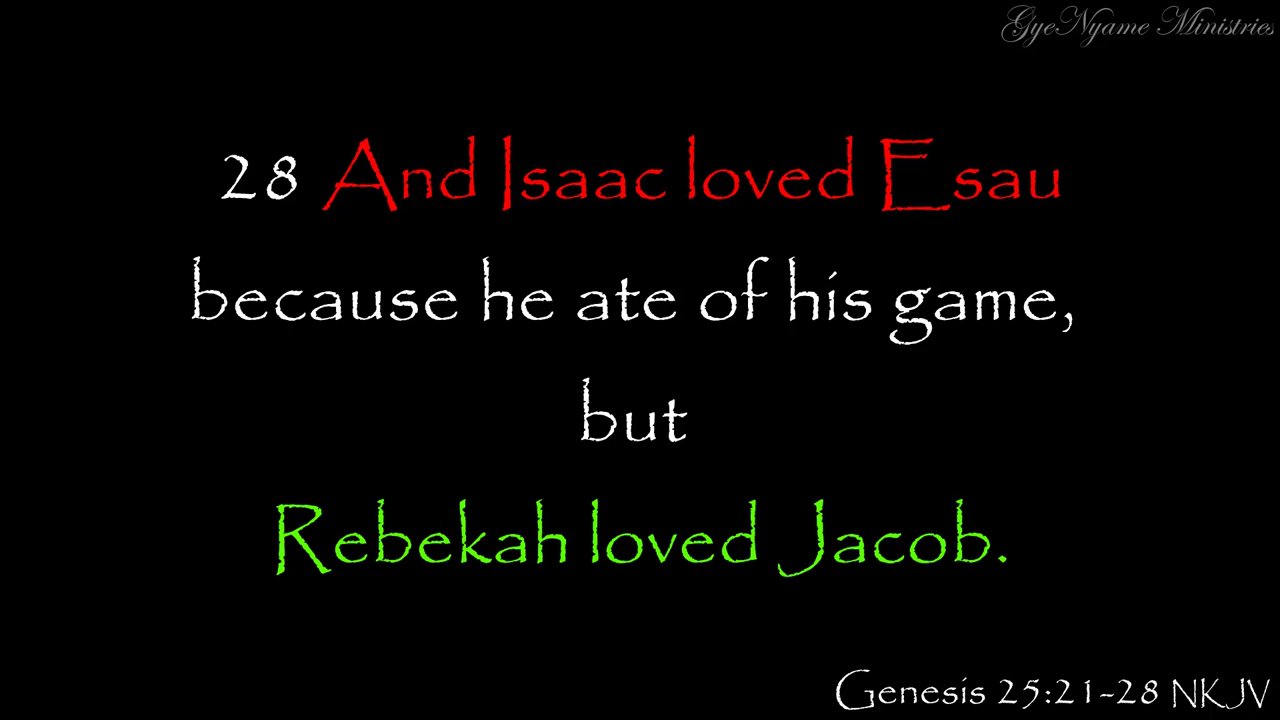 GyeNyame Ministries
28 And Isaac loved Esau
because he ate of his game,
but
Rebekah loved Jacob.
Genesis 25:21-28 NKJV